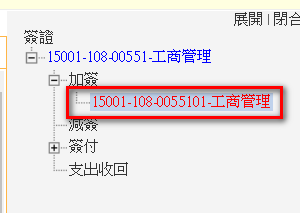 展開 | 閉合
簽證
15001-108-00551-工商管理
加簽
15001-108-0055101-工商管理
減簽
簽付
支出收回